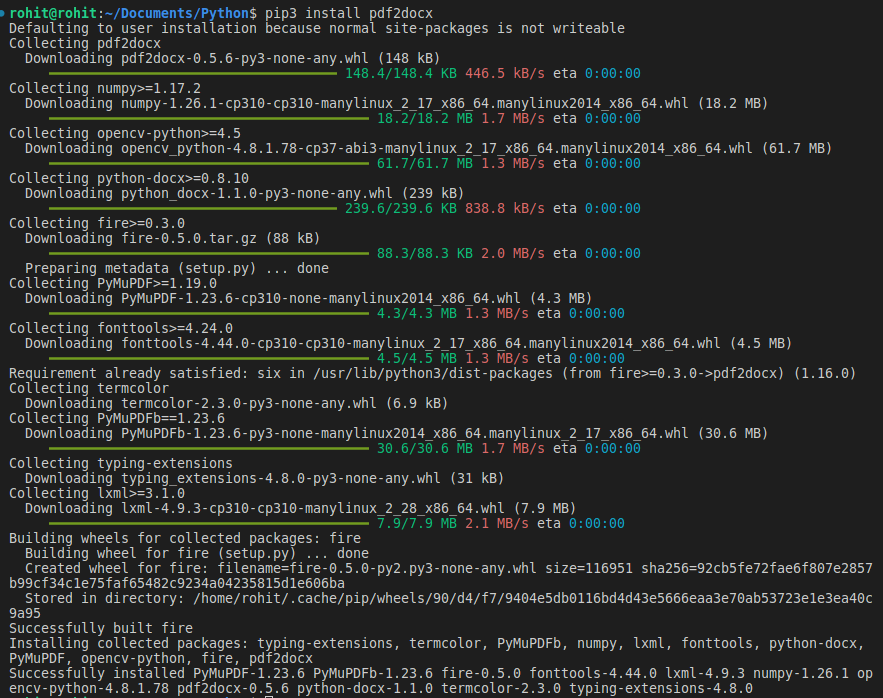 rohit@rohit:~/Documents/Python$ pip3 install pdf2docx
Defaulting to user installation because normal site-packages is not writeable
Collecting pdf2docx
Downloading pdf2docx-0.5.6-py3-none-any.whl (148 kB)
148.4/148.4 KB 446.5 kB/s eta 0:00:00
Collecting numpy>=1.17.2
Downloading numpy-1.26.1-cp310-cp310-manylinux_2_17_x86_64.manylinux2014_x86_64.whl (18.2 MB)
18.2/18.2 MB 1.7 MB/s eta 0:00:00
Collecting opencv-python>=4.5
Downloading opencv_python-4.8.1.78-cp37-abi3-manylinux_2_17_x86_64.manylinux2014_x86_64.whl (61.7 MB)
61.7/61.7 MB 1.3 MB/s eta 0:00:00
Collecting python-docx>=0.8.10
Downloading python_docx-1.1.0-py3-none-any.whl (239 kB)
239.6/239.6 KB 838.8 kB/s eta 0:00:00
Collecting fire>=0.3.0
Downloading fire-0.5.0.tar.gz (88 kB)
88.3/88.3 KB 2.0 MB/s eta 0:00:00
Preparing metadata (setup.py) ... done
Collecting PyMuPDF>=1.19.0
Downloading PyMuPDF-1.23.6-cp310-none-manylinux2014_x86_64.whl (4.3 MB)
4.3/4.3 MB 1.3 MB/s eta 0:00:00
Collecting fonttools>=4.24.0
Downloading fonttools-4.44.0-cp310-cp310-manylinux_2_17_x86_64.manylinux2014_x86_64.whl (4.5 MB)
4.5/4.5 MB 1.3 MB/s eta 0:00:00
Requirement already satisfied: six in /usr/lib/python3/dist-packages (from fire>=0.3.0->pdf2docx) (1.16.0)
Collecting termcolor
Downloading termcolor-2.3.0-py3-none-any.whl (6.9 kB)
Collecting PyMuPDFb==1.23.6
Downloading PyMuPDFb-1.23.6-py3-none-manylinux2014_x86_64.manylinux_2_17_x86_64.whl (30.6 MB)
30.6/30.6 MB 1.7 MB/s eta 0:00:00
Collecting typing-extensions
Downloading typing_extensions-4.8.0-py3-none-any.whl (31 kB)
Collecting lxml>=3.1.0
Downloading lxml-4.9.3-cp310-cp310-manylinux_2_28_x86_64.whl (7.9 MB)
7.9/7.9 MB 2.1 MB/s eta 0:00:00
Building wheels for collected packages: fire
Building wheel for fire (setup.py) ... done
Created wheel for fire: filename=fire-0.5.0-py2.py3-none-any.whl size=116951 sha256=92cb5fe72fae6f807e2857
b99cf34c1e75faf65482c9234a04235815d1e606ba
Stored in directory: /home/rohit/.cache/pip/wheels/90/d4/f7/9404e5db0116bd4d43e5666eaa3e70ab53723e1e3ea40c
9a95
Successfully built fire
Installing collected packages: typing-extensions, termcolor, PyMuPDFb, numpy, lxml, fonttools, python-docx,
PyMuPDF, opencv-python, fire, pdf2docx
Successfully installed PyMuPDF-1.23.6 PyMuPDFb-1.23.6 fire-0.5.0 fonttools-4.44.0 lxml-4.9.3 numpy-1.26.1 op
encv-python-4.8.1.78 pdf2docx-0.5.6 python-docx-1.1.0 termcolor-2.3.0 typing-extensions-4.8.0